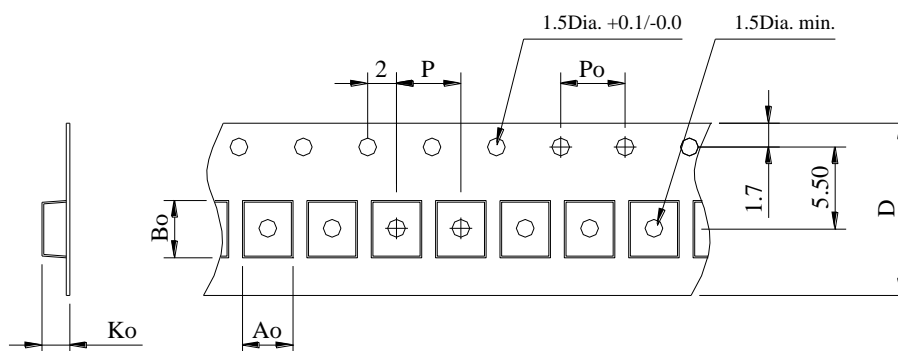 1.5Dia. +0.1/-0.0
1.5Dia. min.
2
P
Po
1.7
5.50
D
Bo
Ko
Ao